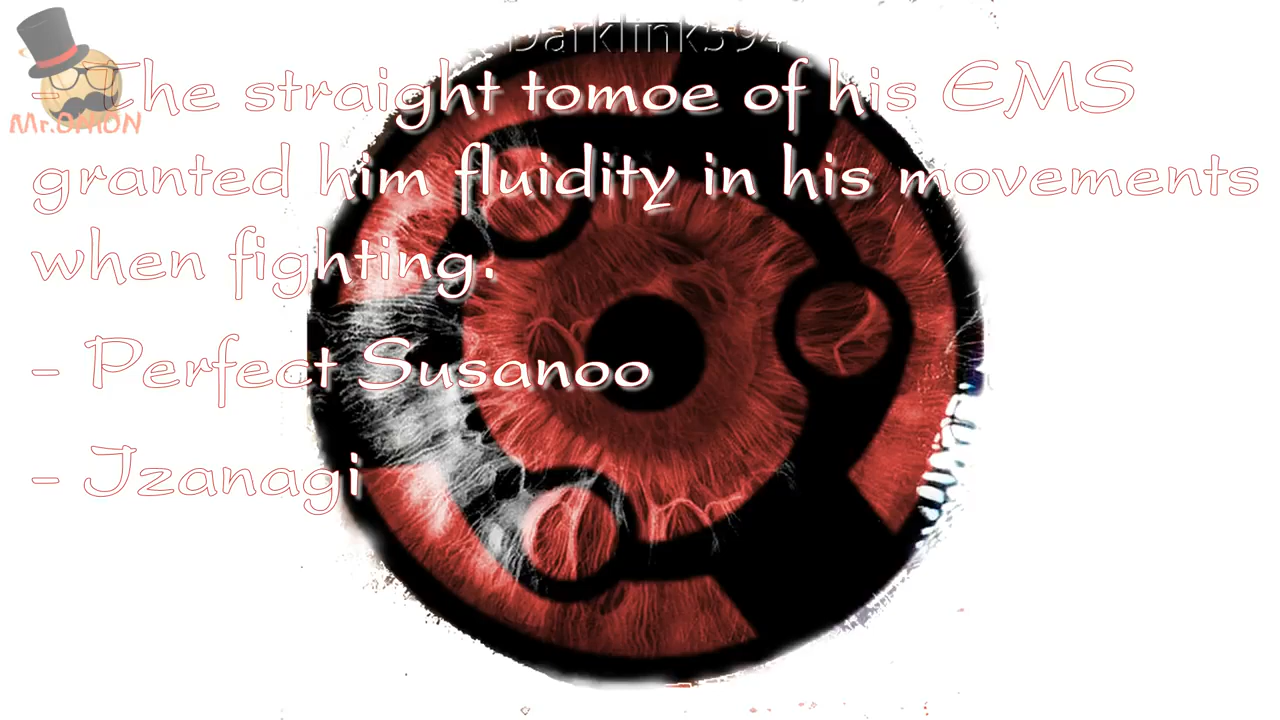 Darklink594
- The straight tomoe of his EMS
granted him fluidity in his movements
when fighting.
- Perfect Susanoo
- Izanagi
Mr.ONION